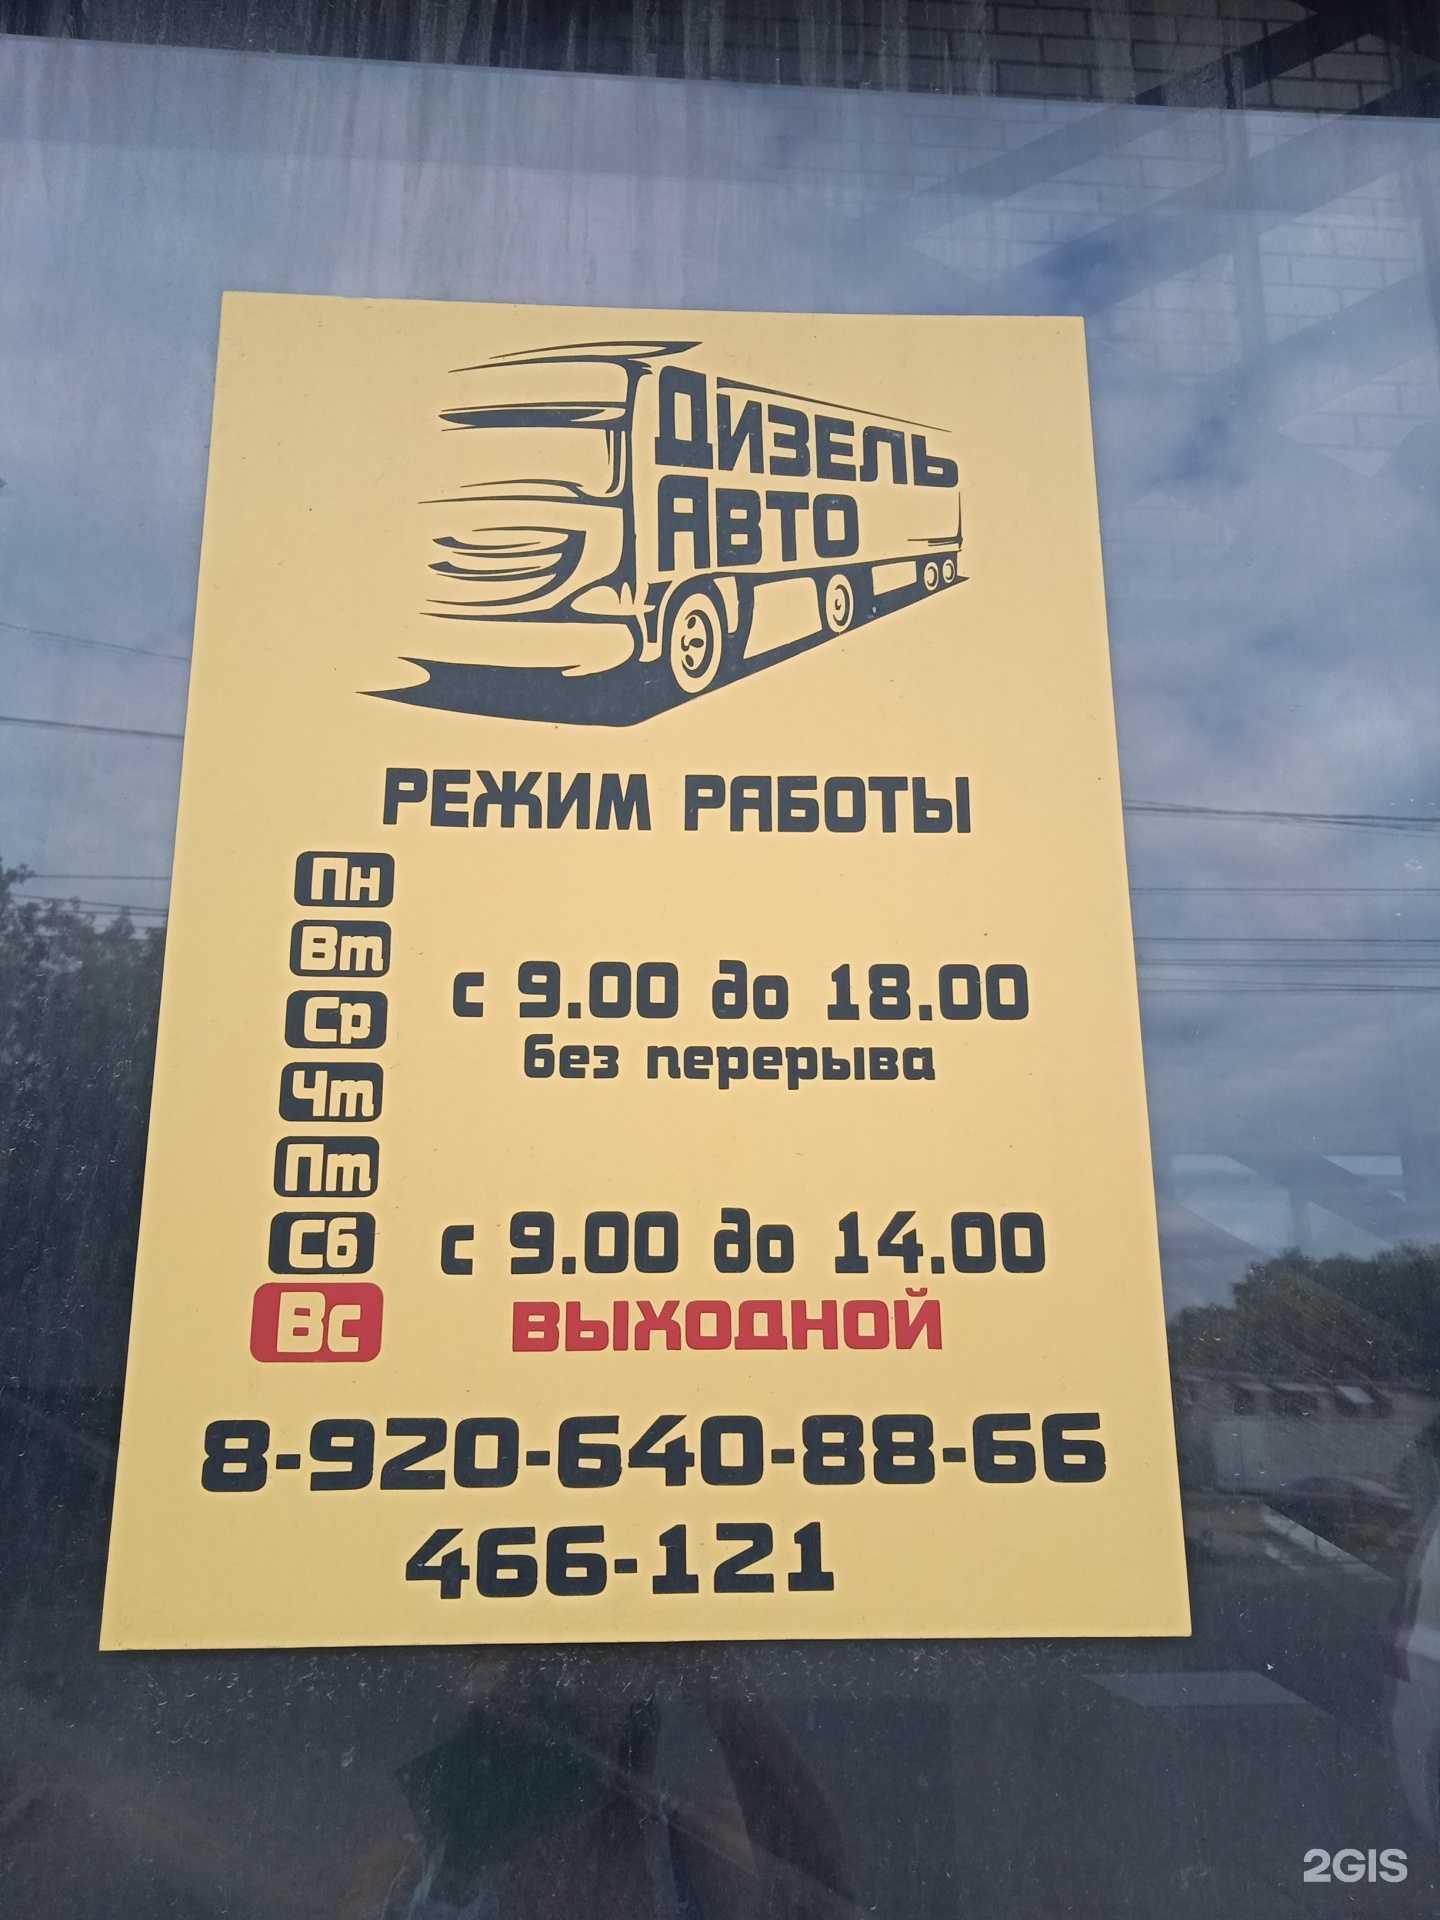 Дизель
Авто
РЕЖИМ РАБОТЫ
Пн
Вт
Ср
Чт
Пт
с 9.00 до 18.00
без перерыва
Сб с 9.00 до 14.00
Вс выходной
8-920-640-88-66
466-121
2GIS